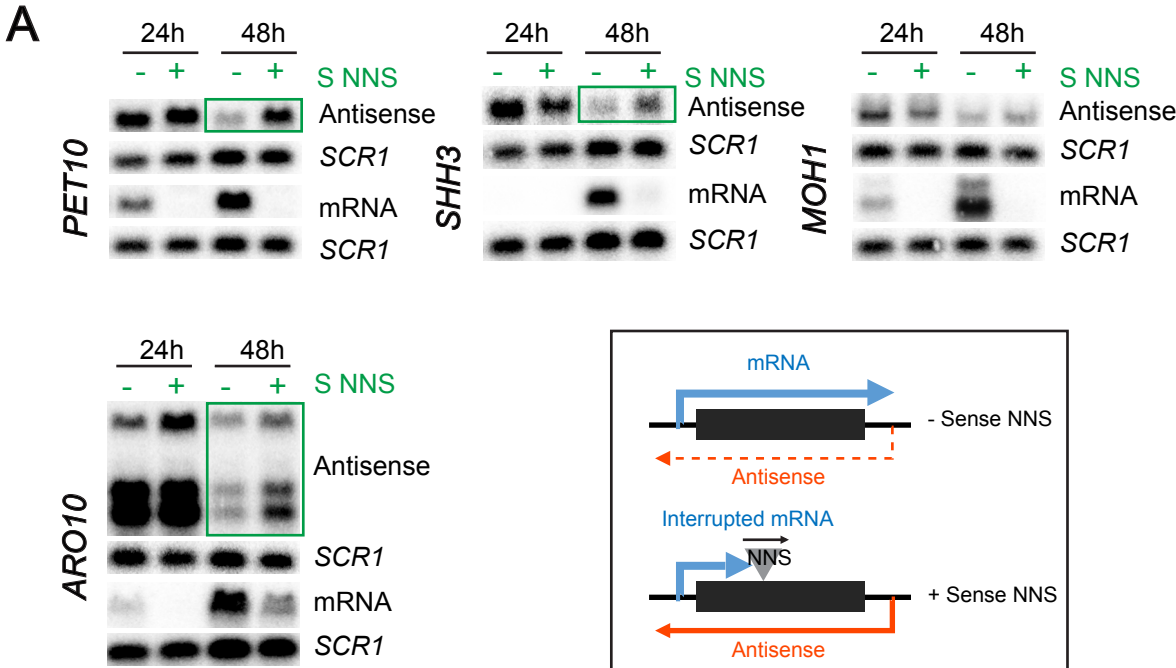 A
24h 48h
- + - + S NNS
Antisense
SCR1
mRNA
SCR1
PET10
24h 48h
- + - + S NNS
Antisense
SCR1
mRNA
SCR1
SHH3
24h 48h
- + - + S NNS
Antisense
SCR1
mRNA
SCR1
MOH1
24h 48h
- + - + S NNS
Antisense
SCR1
mRNA
SCR1
ARO10
mRNA
- Sense NNS
Antisense
Interrupted mRNA
NNS
+ Sense NNS
Antisense